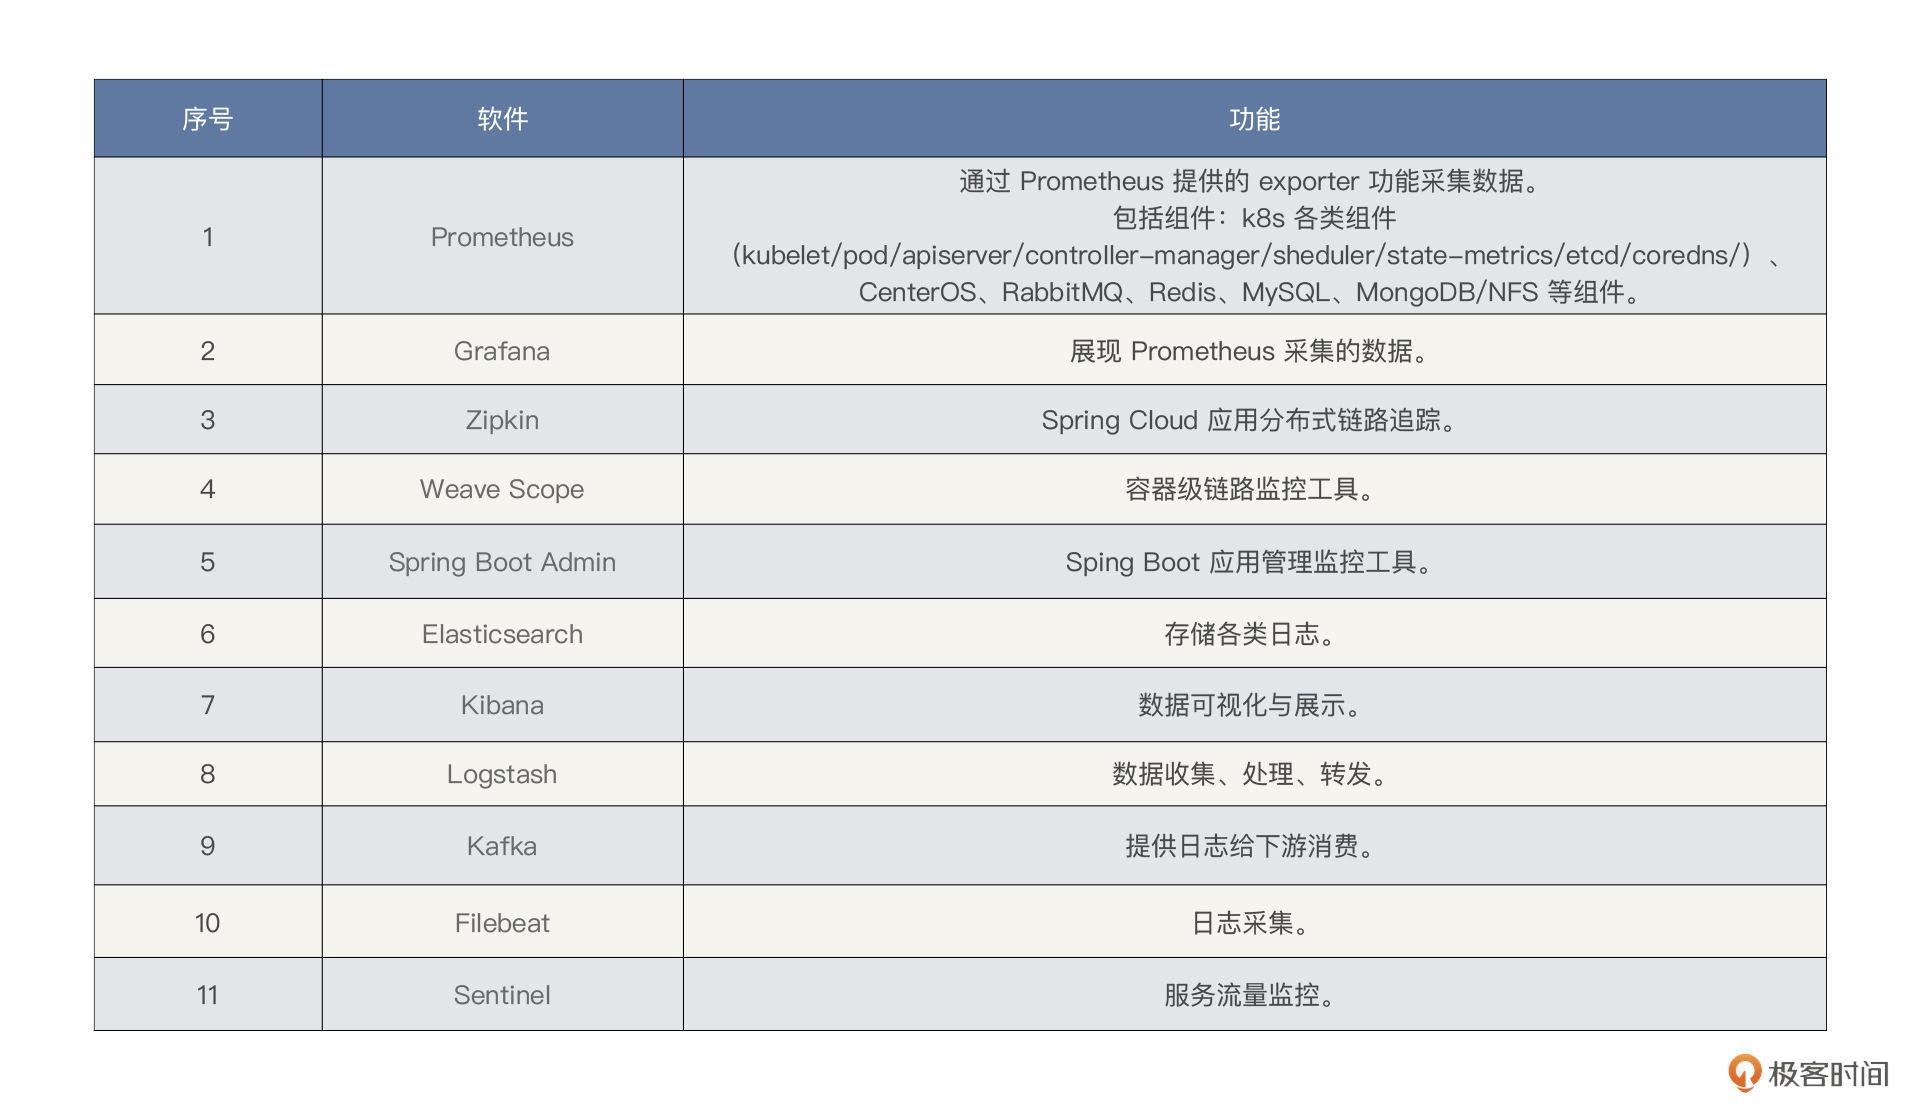 序号 软件 功能
1 Prometheus 通过 Prometheus 提供的 exporter 功能采集数据。
包括组件：k8s 各类组件
（kubelet/pod/apiserver/controller-manager/sheduler/state-metrics/etcd/coredns/）、
CenterOS、RabbitMQ、Redis、MySQL、MongoDB/NFS 等组件。
2 Grafana 展现 Prometheus 采集的数据。
3 Zipkin Spring Cloud 应用分布式链路追踪。
4 Weave Scope 容器级链路监控工具。
5 Spring Boot Admin Sping Boot 应用管理监控工具。
6 Elasticsearch 存储各类日志。
7 Kibana 数据可视化与展示。
8 Logstash 数据收集、处理、转发。
9 Kafka 提供日志给下游消费。
10 Filebeat 日志采集。
11 Sentinel 服务流量监控。
极客时间